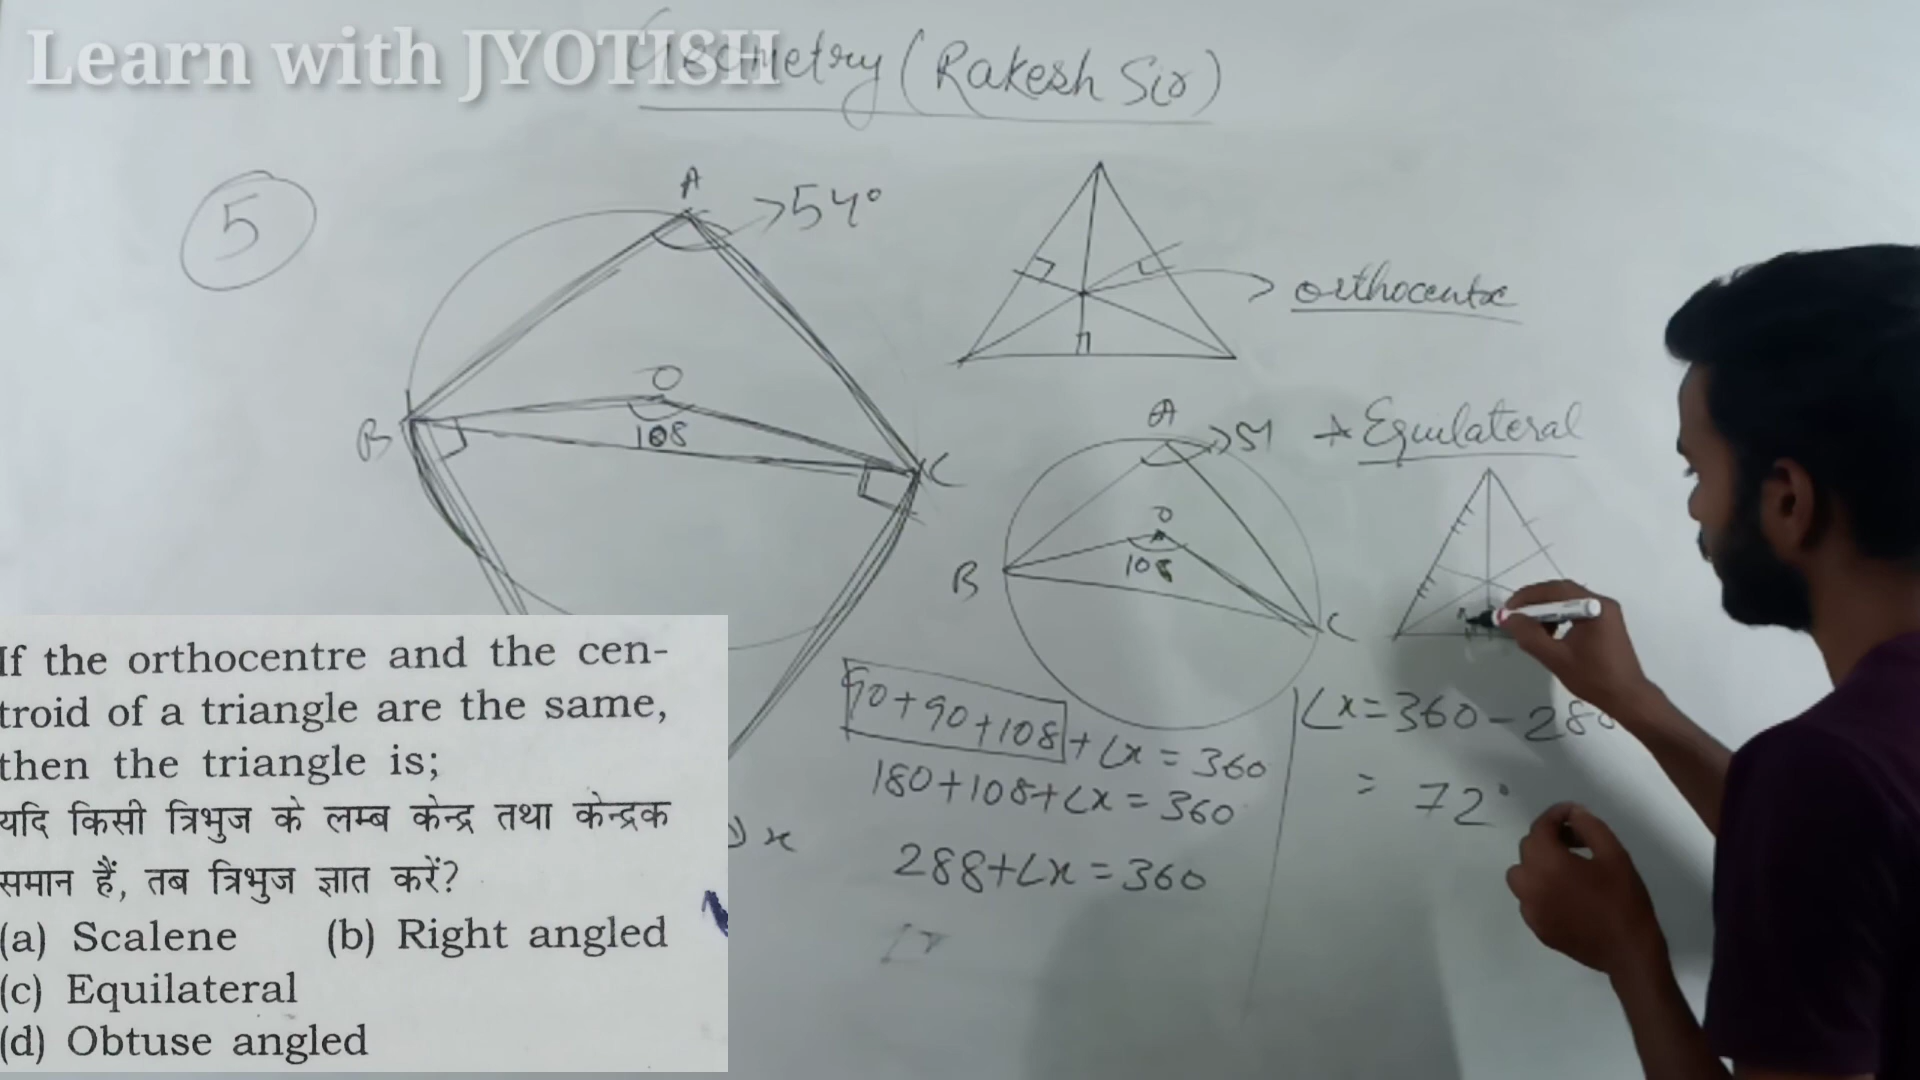 Learn with JYOTISH
Geometry (Rakesh Sir)
5
A
54°
B
O
108
C
orthocentre
* Equilateral
A
54
O
108
B
C
90+90+108+∠x = 360
180+108+∠x = 360
288+∠x = 360
∠x = 360-288
= 72°
x
If the orthocentre and the cen-
troid of a triangle are the same,
then the triangle is;
यदि किसी त्रिभुज के लम्ब केन्द्र तथा केन्द्रक
समान हैं, तब त्रिभुज ज्ञात करें?
(a) Scalene (b) Right angled
(c) Equilateral
(d) Obtuse angled